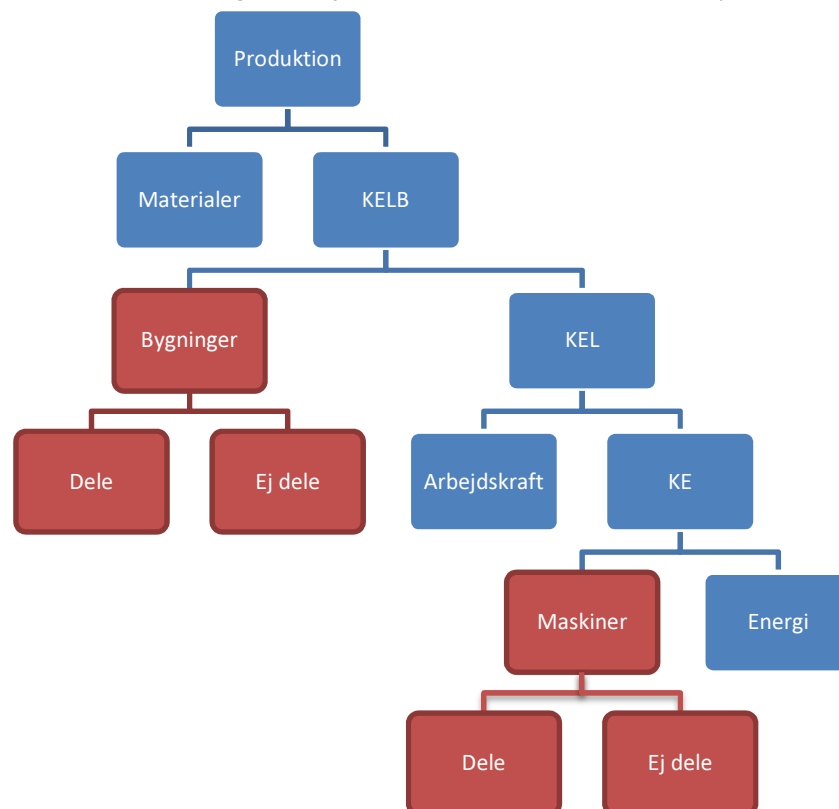 Produktion
Materialer
KELB
Bygninger
KEL
Dele
Ej dele
Arbejdskraft
KE
Maskiner
Energi
Dele
Ej dele